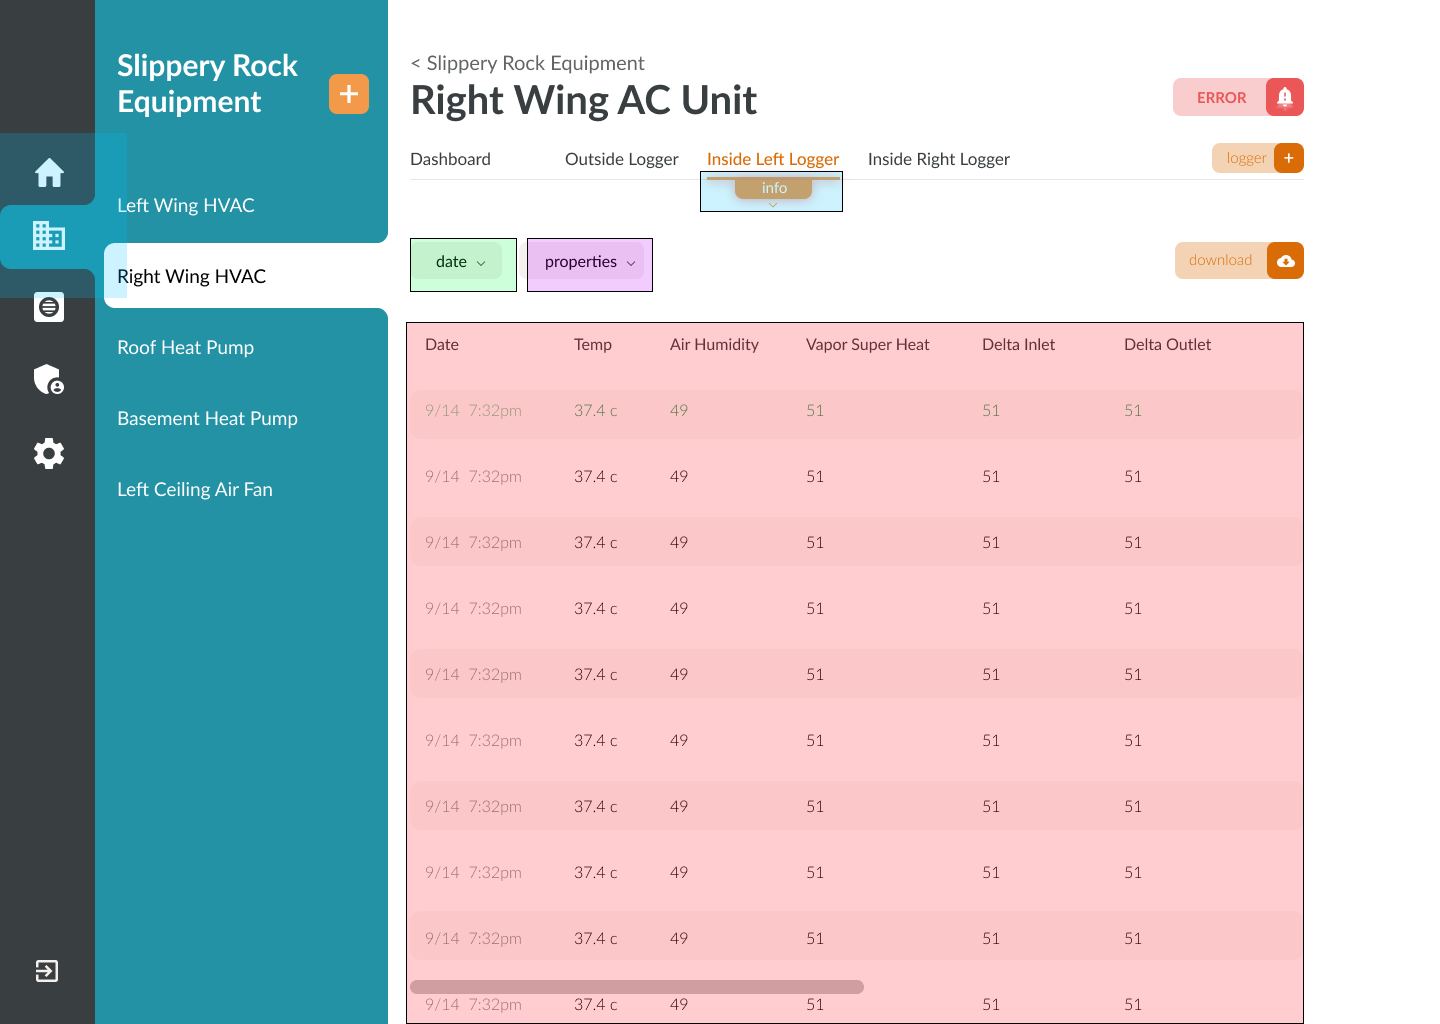 Slippery Rock
Equipment
Left Wing HVAC
Right Wing HVAC
Roof Heat Pump
Basement Heat Pump
Left Ceiling Air Fan
< Slippery Rock Equipment
Right Wing AC Unit
ERROR
Dashboard Outside Logger Inside Left Logger Inside Right Logger
logger +
info
date properties
download
Date Temp Air Humidity Vapor Super Heat Delta Inlet Delta Outlet
9/14 7:32pm 37.4 c 49 51 51 51
9/14 7:32pm 37.4 c 49 51 51 51
9/14 7:32pm 37.4 c 49 51 51 51
9/14 7:32pm 37.4 c 49 51 51 51
9/14 7:32pm 37.4 c 49 51 51 51
9/14 7:32pm 37.4 c 49 51 51 51
9/14 7:32pm 37.4 c 49 51 51 51
9/14 7:32pm 37.4 c 49 51 51 51
9/14 7:32pm 37.4 c 49 51 51 51
9/14 7:32pm 37.4 c 49 51 51 51